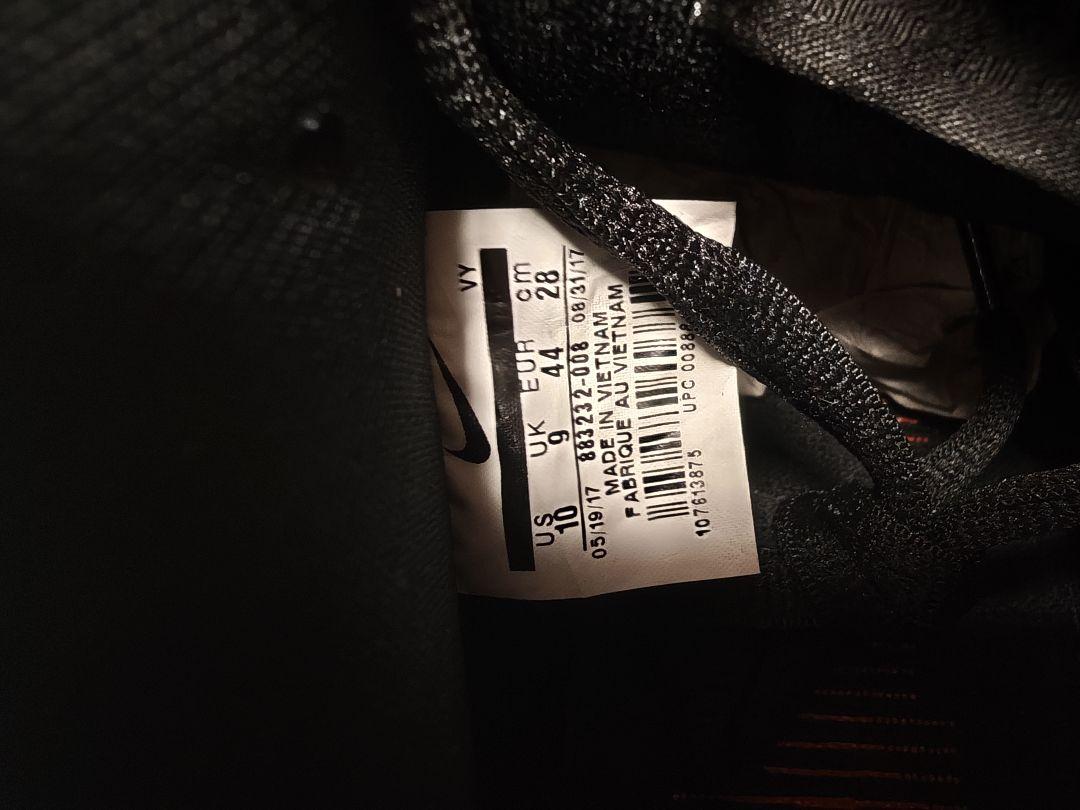 VY
US UK EUR cm
10 9 44 28
05/19/17 883232-008 08/31/17
MADE IN VIETNAM
FABRIQUE AU VIETNAM
107613875 UPC 00888